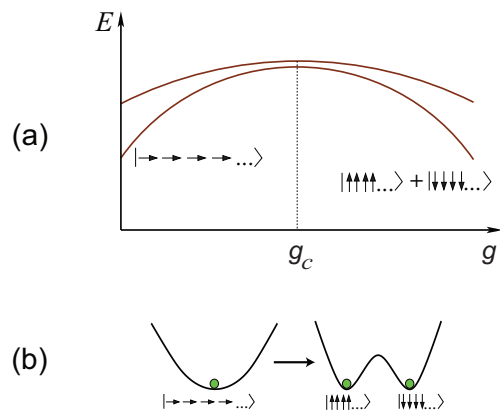 E
(a)
|→ → → → ...⟩
|↑↑↑↑...⟩ + |↓↓↓↓...⟩
g_c
g
(b)
|→ → → → ...⟩
|↑↑↑↑...⟩
|↓↓↓↓...⟩